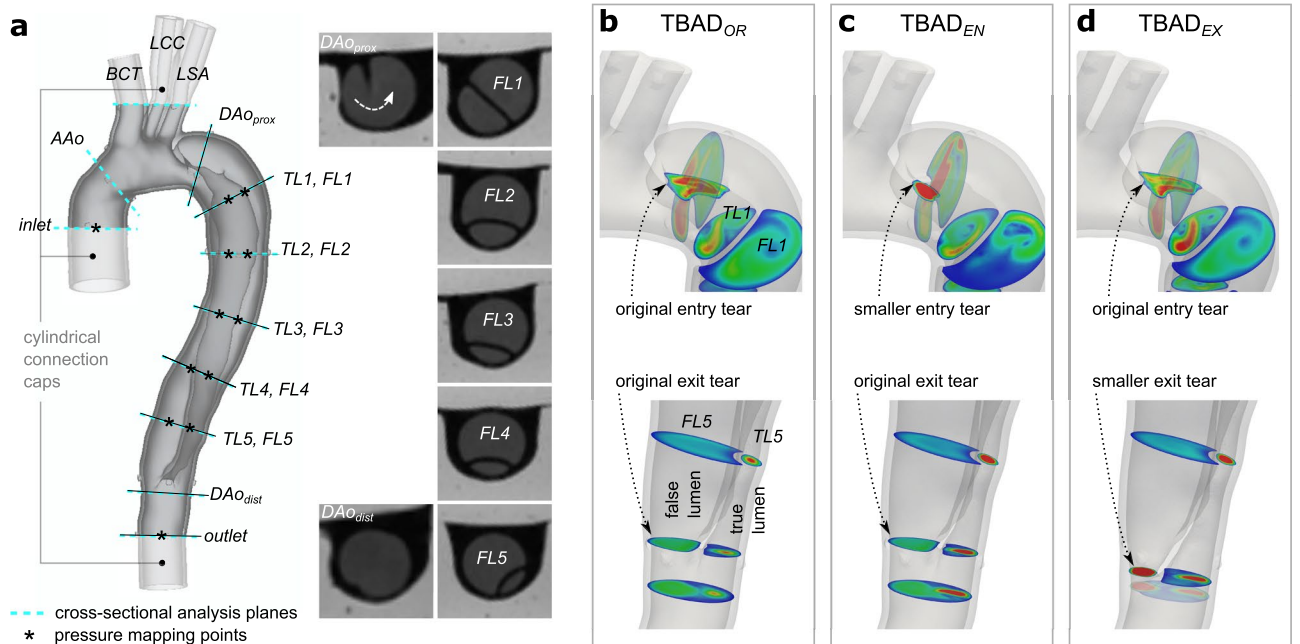 a
LCC
BCT
LSA
DAo_prox
AAo
TL1, FL1
inlet
TL2, FL2
TL3, FL3
cylindrical
connection
caps
TL4, FL4
TL5, FL5
DAo_dist
outlet
cross-sectional analysis planes
* pressure mapping points
DAo_prox
FL1
FL2
FL3
FL4
DAo_dist
FL5
b
TBAD_OR
TL1
FL1
original entry tear
original exit tear
FL5
TL5
false
lumen
true
lumen
c
TBAD_EN
smaller entry tear
original exit tear
d
TBAD_EX
original entry tear
smaller exit tear